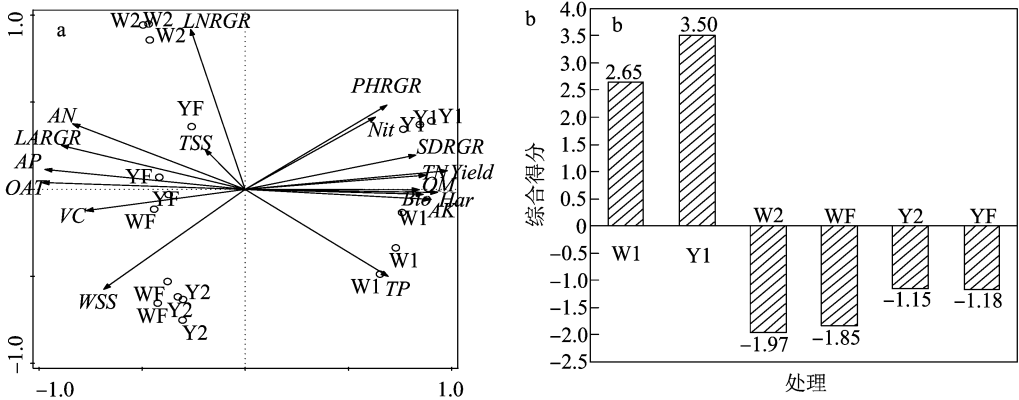 1.0
a
W2 W2
LNRGR
W2
PHRGR
AN
YF
Nit
Y1 Y1 Y1
LARGR
TSS
SDRGR
AP
YF
TN Yield
OAT
YF
OM
VC
WF
Bio Har
AK
W1
W1
W1
TP
WSS
WF
Y2
WF
Y2
Y2
-1.0
-1.0
1.0
b
b
4.0
3.5
3.0
2.5
2.0
1.5
1.0
0.5
0
-0.5
-1.0
-1.5
-2.0
-2.5
综合得分
2.65
3.50
W2 WF Y2 YF
W1 Y1
-1.97
-1.85
-1.15
-1.18
处理